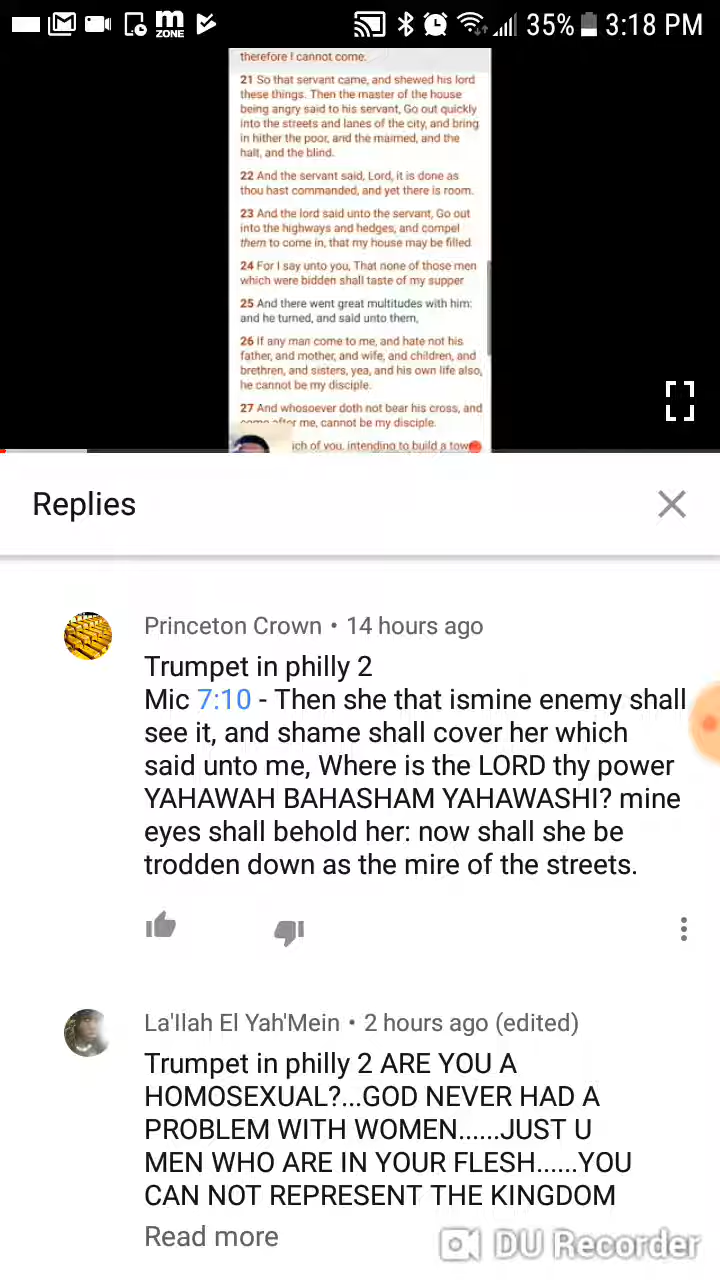 m ZONE 35% 3:18 PM
therefore I cannot come.
21 So that servant came, and shewed his lord
these things. Then the master of the house
being angry said to his servant, Go out quickly
into the streets and lanes of the city, and bring
in hither the poor, and the maimed, and the
halt, and the blind.
22 And the servant said, Lord, it is done as
thou hast commanded, and yet there is room.
23 And the lord said unto the servant, Go out
into the highways and hedges, and compel
them to come in, that my house may be filled
24 For I say unto you, That none of those men
which were bidden shall taste of my supper
25 And there went great multitudes with him:
and he turned, and said unto them,
26 If any man come to me, and hate not his
father, and mother, and wife, and children, and
brethren, and sisters, yea, and his own life also,
he cannot be my disciple.
27 And whosoever doth not bear his cross, and
come after me, cannot be my disciple.
ich of you, intending to build a tow
Replies
Princeton Crown • 14 hours ago
Trumpet in philly 2
Mic 7:10 - Then she that ismine enemy shall
see it, and shame shall cover her which
said unto me, Where is the LORD thy power
YAHAWAH BAHASHAM YAHAWASHI? mine
eyes shall behold her: now shall she be
trodden down as the mire of the streets.
La'Ilah El Yah'Mein • 2 hours ago (edited)
Trumpet in philly 2 ARE YOU A
HOMOSEXUAL?...GOD NEVER HAD A
PROBLEM WITH WOMEN......JUST U
MEN WHO ARE IN YOUR FLESH......YOU
CAN NOT REPRESENT THE KINGDOM
Read more
DU Recorder